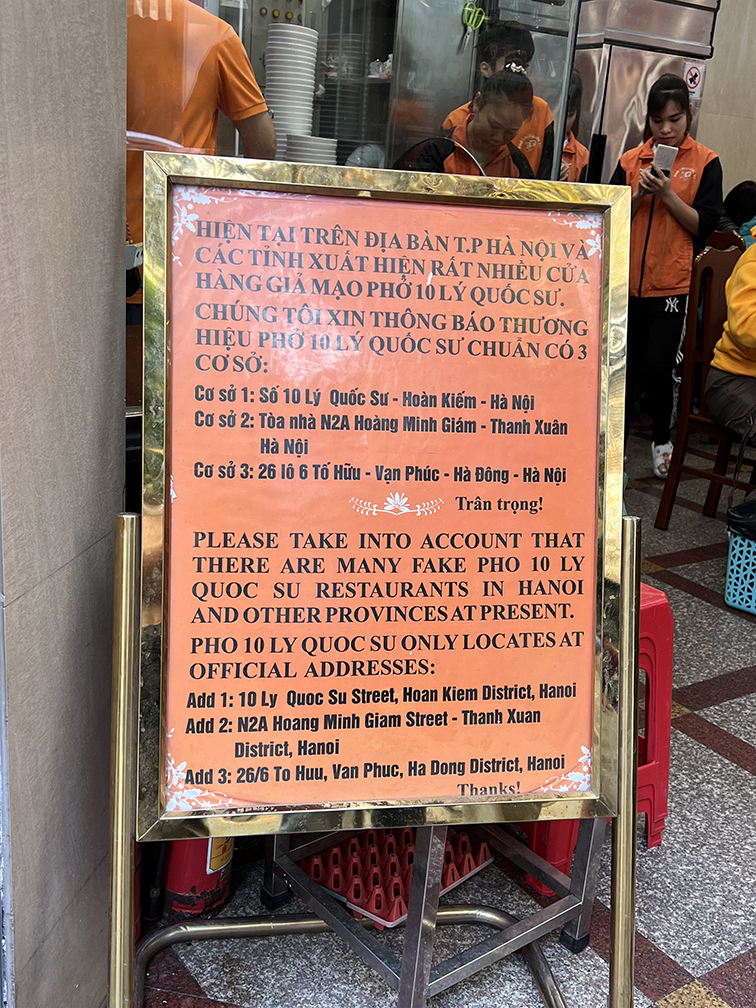 HIỆN TẠI TRÊN ĐỊA BÀN T.P HÀ NỘI VÀ
CÁC TỈNH XUẤT HIỆN RẤT NHIỀU CỬA
HÀNG GIẢ MẠO PHỞ 10 LÝ QUỐC SƯ.
CHÚNG TÔI XIN THÔNG BÁO THƯƠNG
HIỆU PHỞ 10 LÝ QUỐC SƯ CHUẨN CÓ 3
CƠ SỞ:
Cơ sở 1: Số 10 Lý Quốc Sư - Hoàn Kiếm - Hà Nội
Cơ sở 2: Tòa nhà N2A Hoàng Minh Giám - Thanh Xuân
Hà Nội
Cơ sở 3: 26 lô 6 Tố Hữu - Vạn Phúc - Hà Đông - Hà Nội
Trân trọng!
PLEASE TAKE INTO ACCOUNT THAT
THERE ARE MANY FAKE PHO 10 LY
QUOC SU RESTAURANTS IN HANOI
AND OTHER PROVINCES AT PRESENT.
PHO 10 LY QUOC SU ONLY LOCATES AT
OFFICIAL ADDRESSES:
Add 1: 10 Ly Quoc Su Street, Hoan Kiem District, Hanoi
Add 2: N2A Hoang Minh Giam Street - Thanh Xuan
District, Hanoi
Add 3: 26/6 To Huu, Van Phuc, Ha Dong District, Hanoi
Thanks!